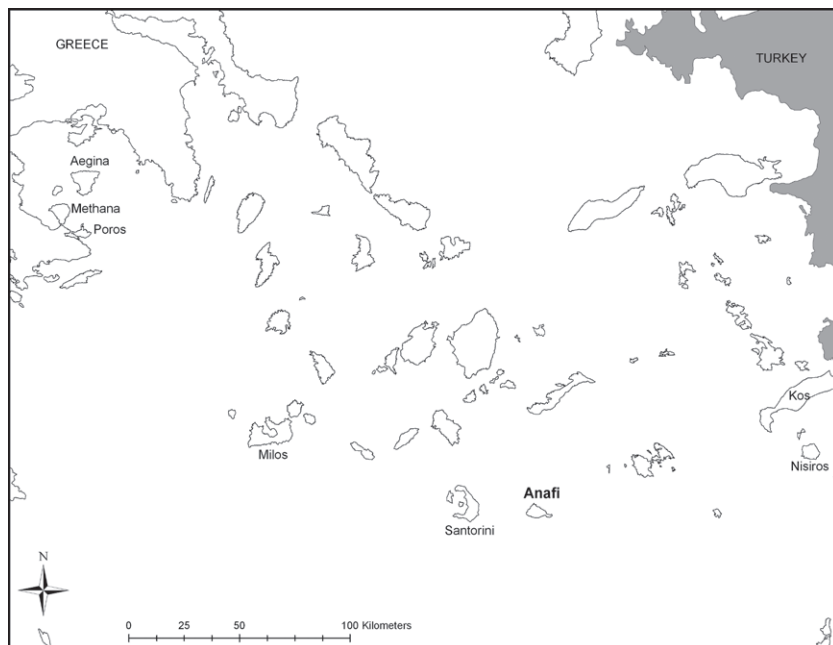 GREECE
TURKEY
Aegina
Methana
Poros
Kos
Milos
Nisiros
Anafi
Santorini
N
0 25 50 100 Kilometers